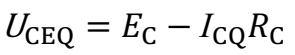 U_CEQ = E_C − I_CQ R_C